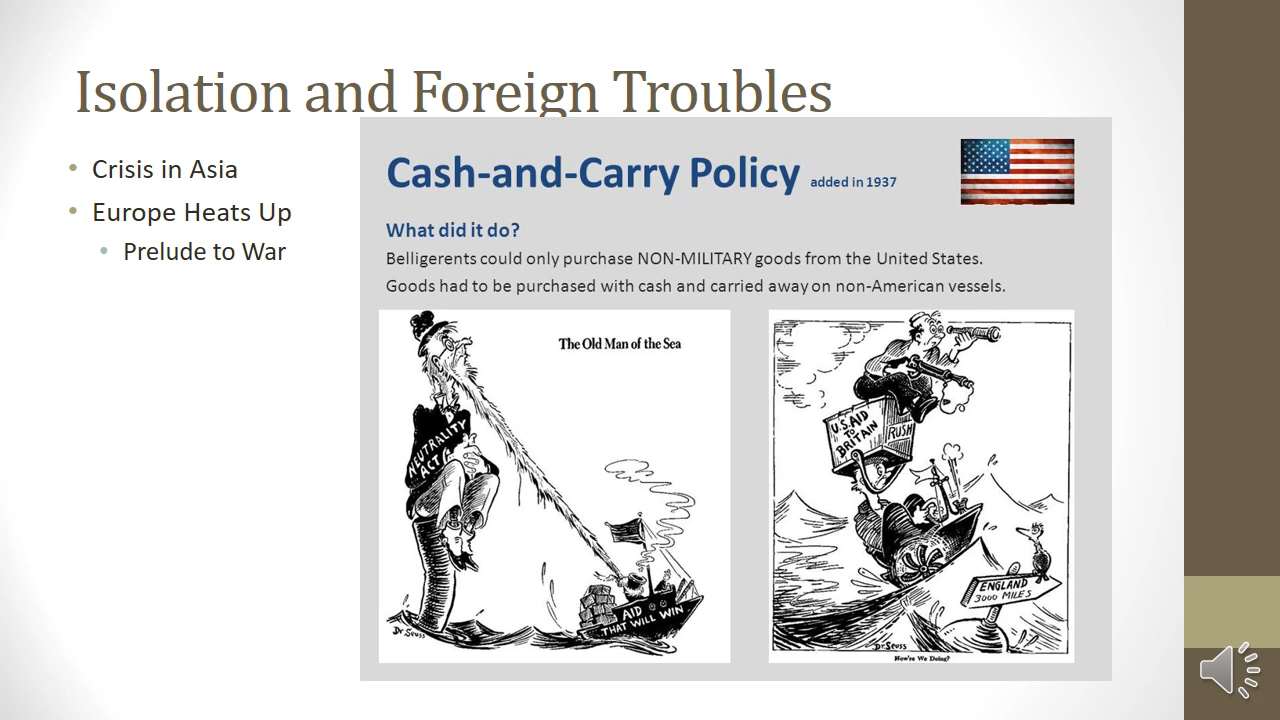 Isolation and Foreign Troubles
• Crisis in Asia
• Europe Heats Up
• Prelude to War
Cash-and-Carry Policy added in 1937
What did it do?
Belligerents could only purchase NON-MILITARY goods from the United States.
Goods had to be purchased with cash and carried away on non-American vessels.
The Old Man of the Sea
NEUTRALITY
ACT
AID
THAT WILL WIN
Dr. Seuss
U.S. AID
TO
BRITAIN
RUSH
ENGLAND
3000 MILES
Dr. Seuss
How're We Doing?